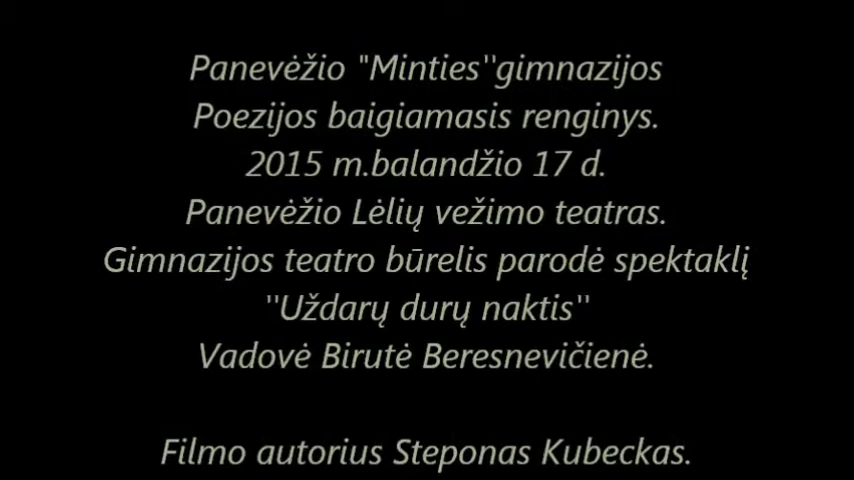 Panevėžio "Minties''gimnazijos
Poezijos baigiamasis renginys.
2015 m.balandžio 17 d.
Panevėžio Lėlių vežimo teatras.
Gimnazijos teatro būrelis parodė spektaklį
''Uždarų durų naktis''
Vadovė Birutė Beresnevičienė.
Filmo autorius Steponas Kubeckas.